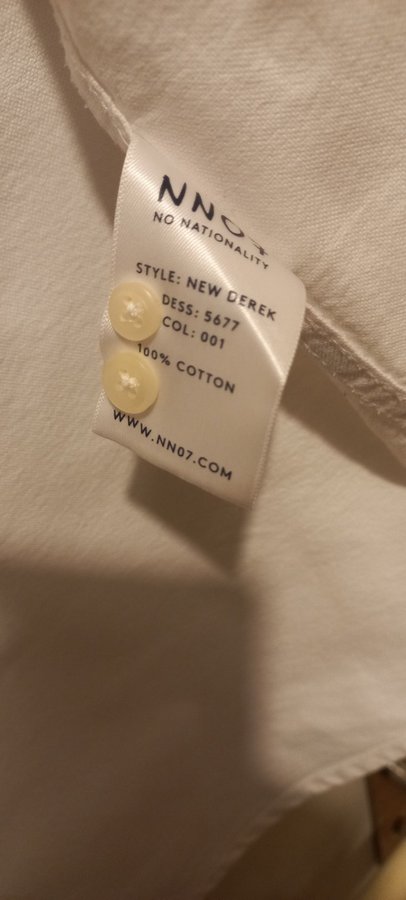 NN07
NO NATIONALITY
STYLE: NEW DEREK
DESS: 5677
COL: 001
100% COTTON
WWW.NN07.COM